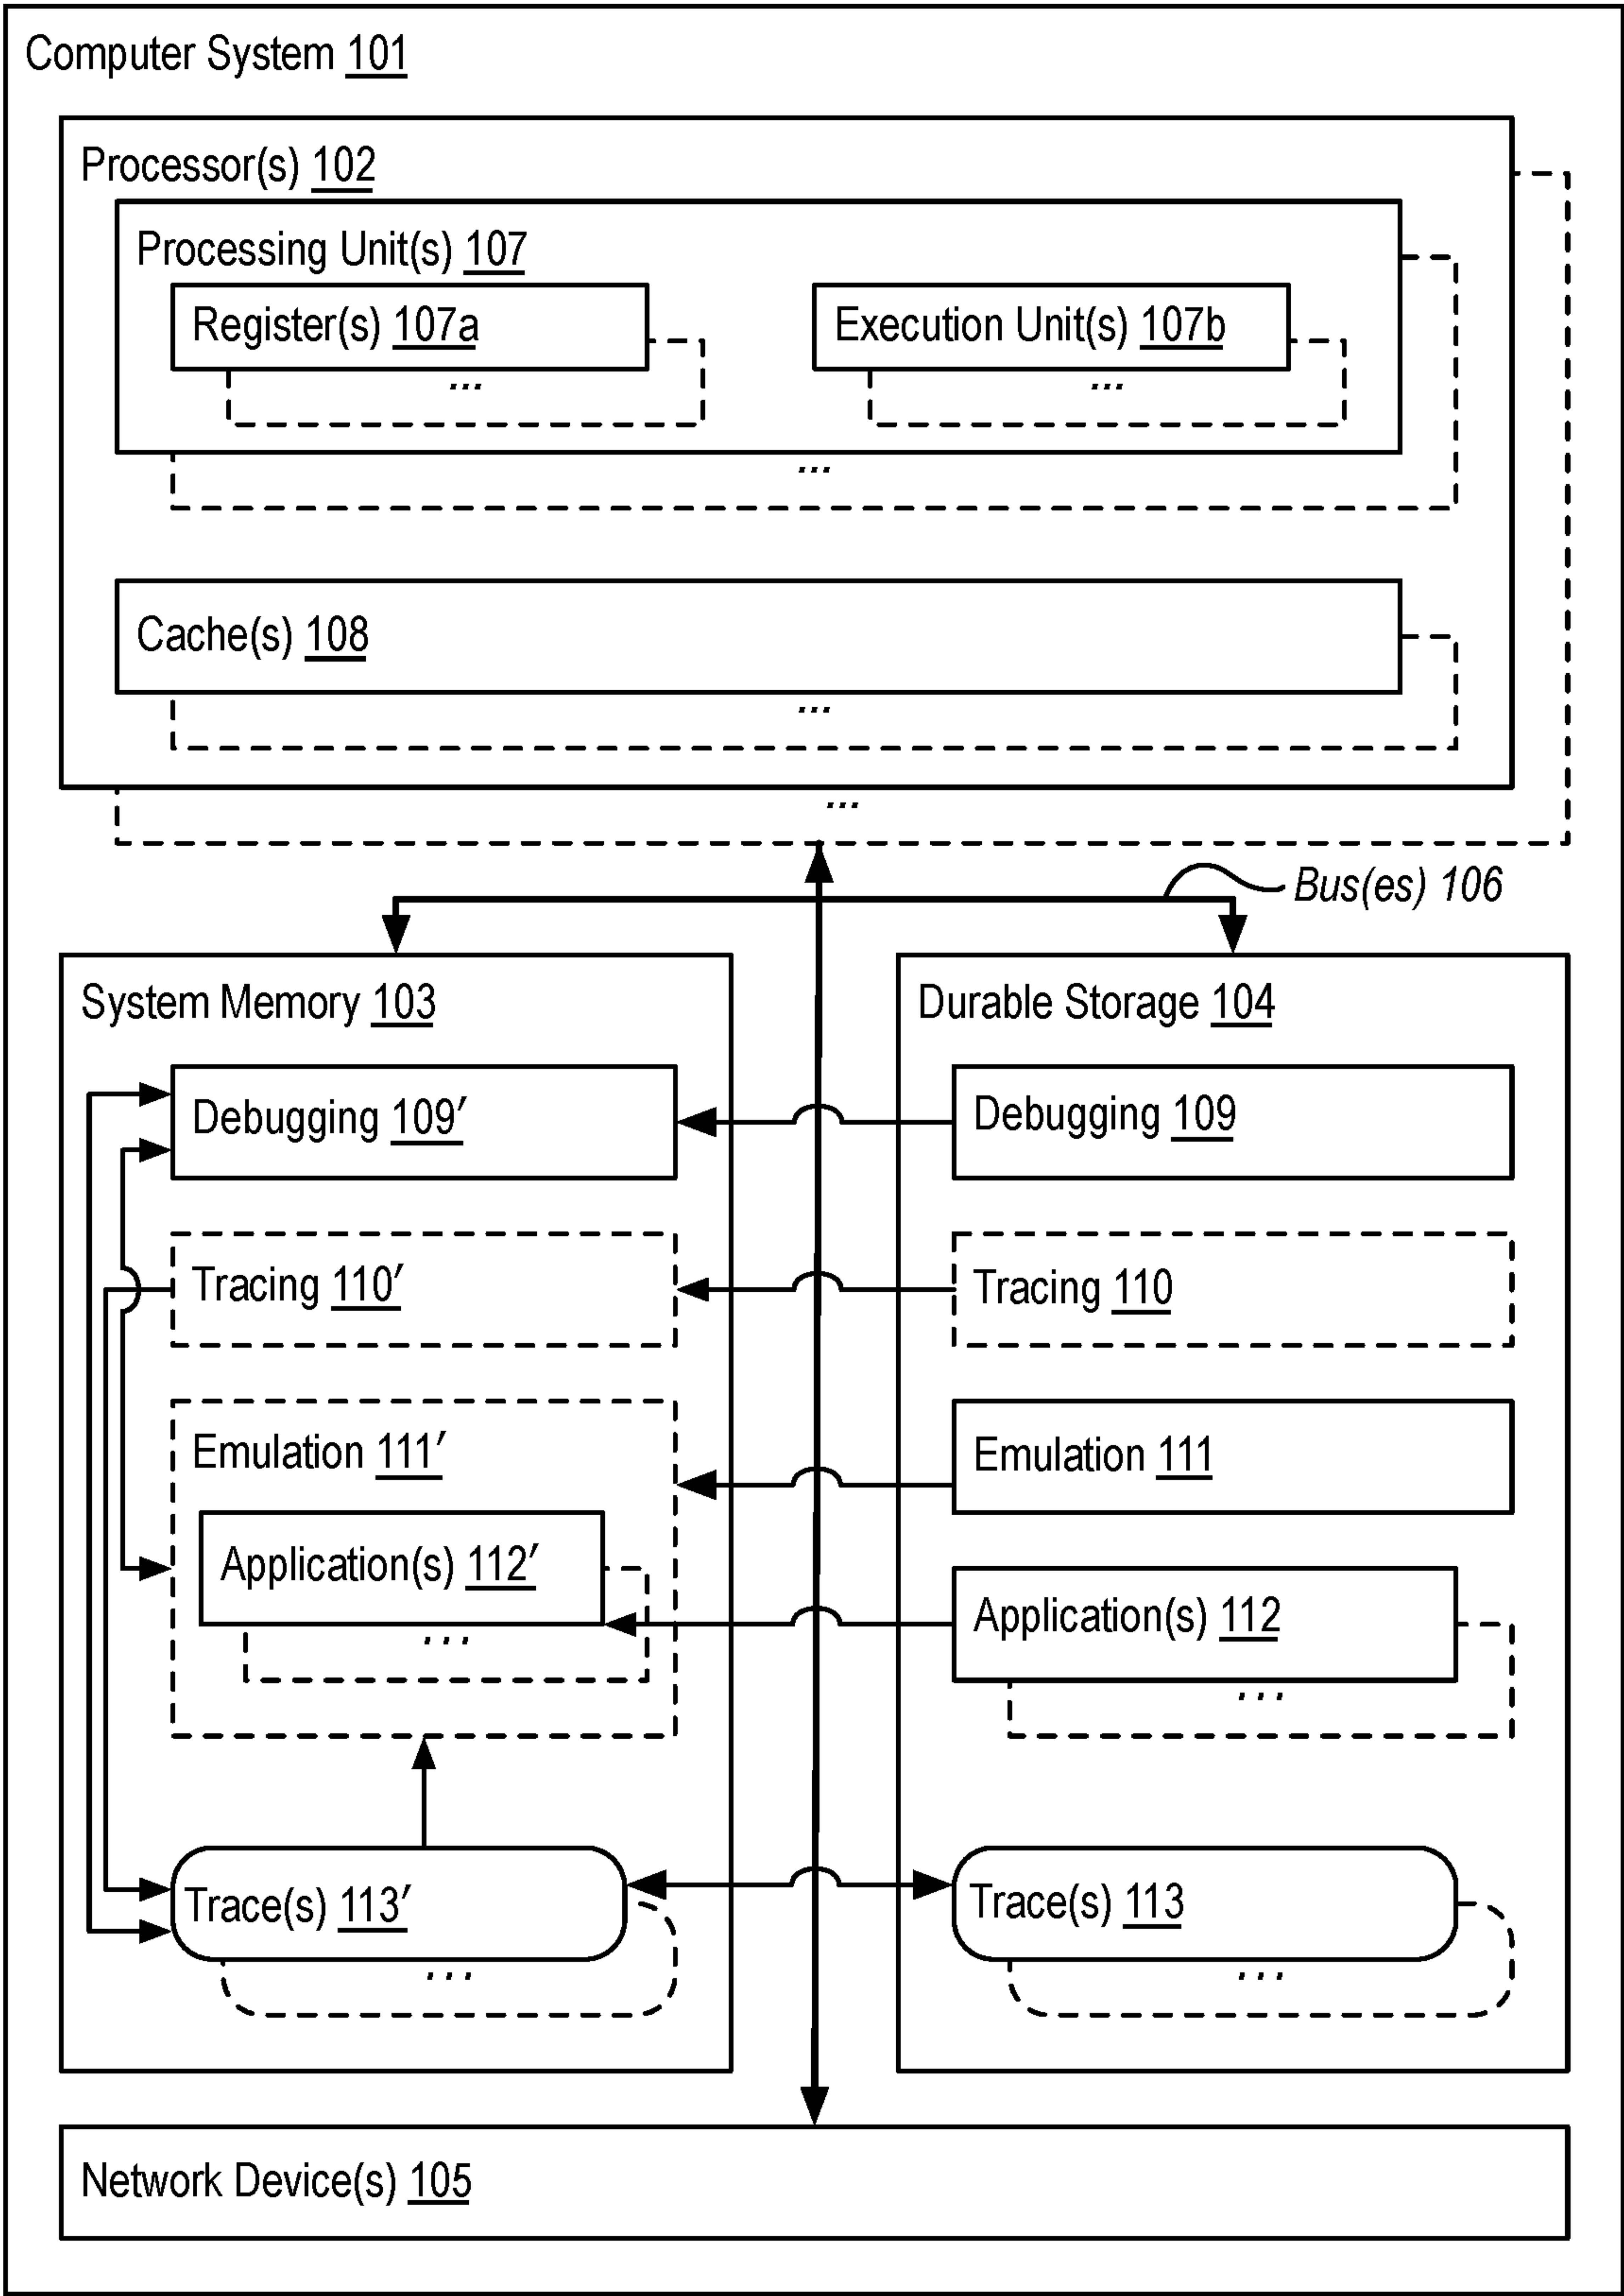 Computer System 101
Processor(s) 102
Processing Unit(s) 107
Register(s) 107a
Execution Unit(s) 107b
...
...
...
Cache(s) 108
...
...
Bus(es) 106
System Memory 103
Durable Storage 104
Debugging 109′
Debugging 109
Tracing 110′
Tracing 110
Emulation 111′
Emulation 111
Application(s) 112′
Application(s) 112
...
...
Trace(s) 113′
Trace(s) 113
...
...
Network Device(s) 105